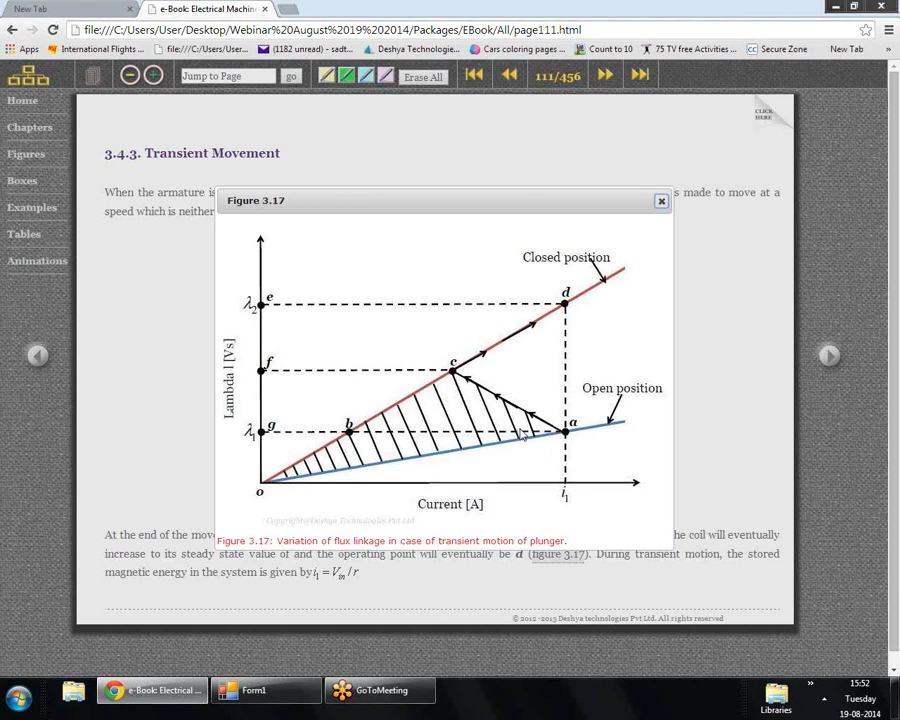 New Tab
e-Book: Electrical Machine
file:///C:/Users/User/Desktop/Webinar%20August%2019%202014/Packages/EBook/All/page111.html
Apps
International Flights ...
file:///C:/Users/User...
(1182 unread) - sadt...
Deshya Technologie...
Cars coloring pages ...
Count to 10
75 TV free Activities ...
Secure Zone
New Tab
Jump to Page
go
Erase All
111/456
Home
Chapters
Figures
Boxes
Examples
Tables
Animations
CLICK
HERE
3.4.3. Transient Movement
When the armature is
s made to move at a
speed which is neither
Figure 3.17
Closed position
d
e
λ2
c
f
Lambda l [Vs]
Open position
a
b
g
λ1
o
i1
Current [A]
Copyright@Deshya Technologies Pvt Ltd
Figure 3.17: Variation of flux linkage in case of transient motion of plunger.
At the end of the mov
he coil will eventually
increase to its steady state value of and the operating point will eventually be d (figure 3.17). During transient motion, the stored
magnetic energy in the system is given by i1 = Vin / r
e-Book: Electrical ...
Form1
GoToMeeting
Libraries
15:52
Tuesday
19-08-2014